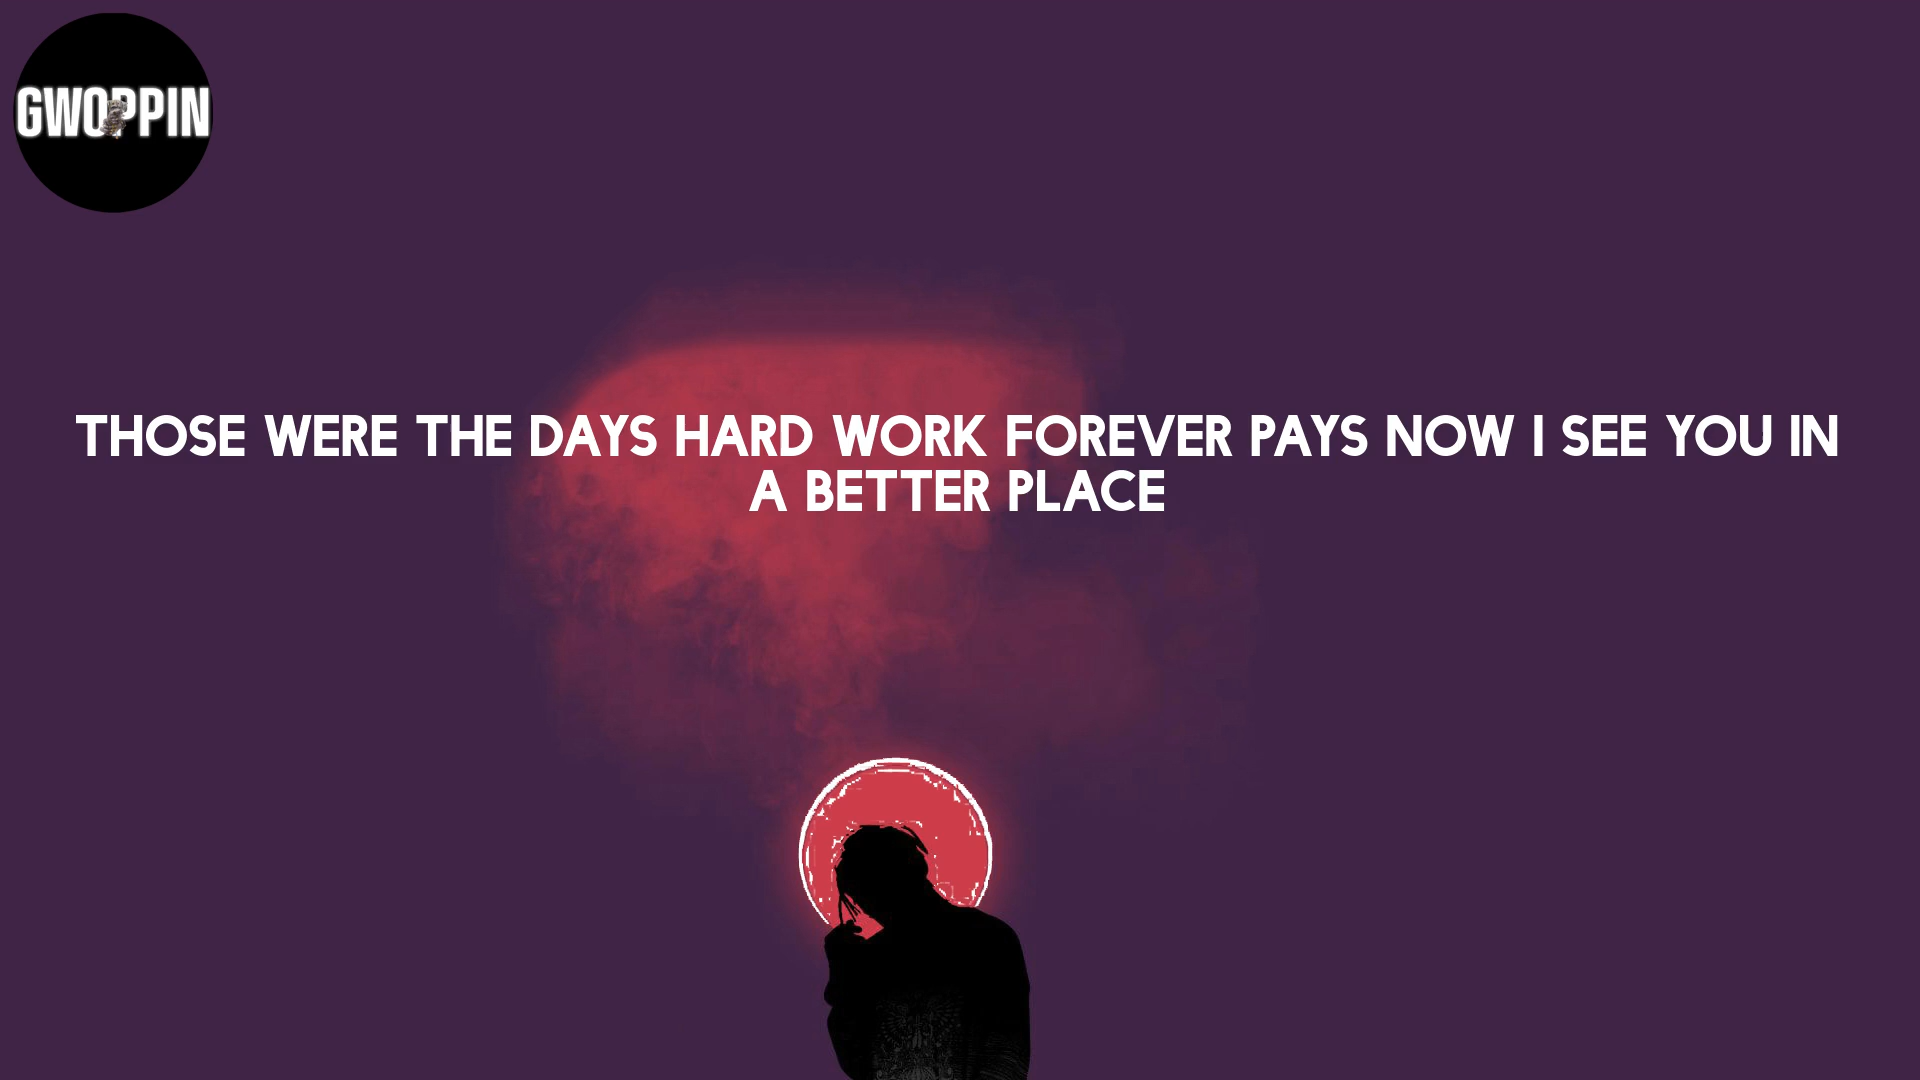 GWOPPIN
THOSE WERE THE DAYS HARD WORK FOREVER PAYS NOW I SEE YOU IN
A BETTER PLACE